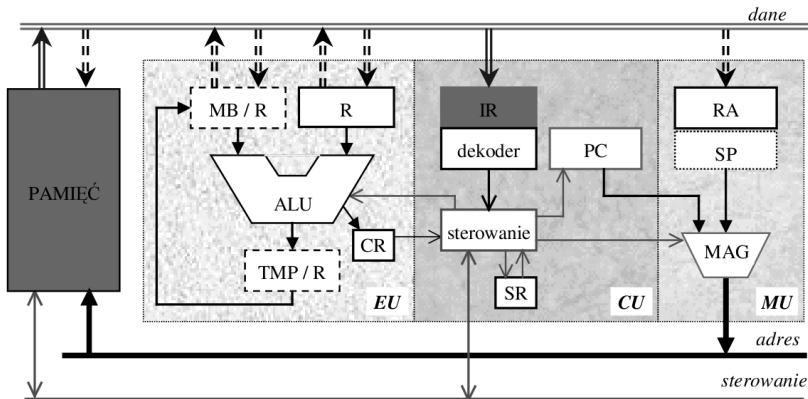 dane
MB / R
R
IR
RA
dekoder
PC
SP
PAMIĘĆ
ALU
sterowanie
CR
MAG
TMP / R
SR
EU
CU
MU
adres
sterowanie